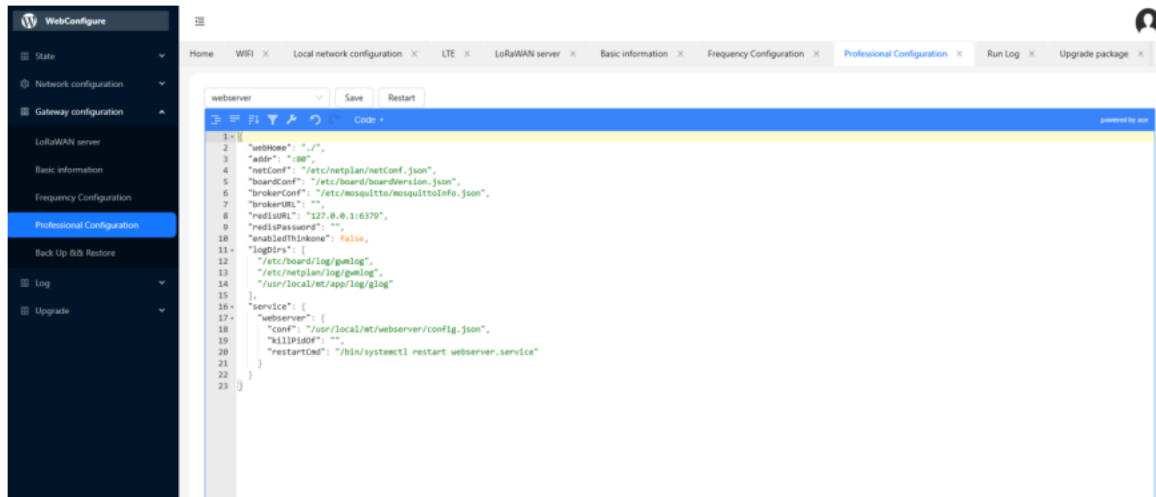 WebConfigure
State
Network configuration
Gateway configuration
LoRaWAN server
Basic information
Frequency Configuration
Professional Configuration
Back Up && Restore
Log
Upgrade
Home WIFI × Local network configuration × LTE × LoRaWAN server × Basic information × Frequency Configuration × Professional Configuration × Run Log × Upgrade package ×
webserver Save Restart
Code powered by ace
1 {
2 "webHome": "./",
3 "addr": ":80",
4 "netConf": "/etc/netplan/netConf.json",
5 "boardConf": "/etc/board/boardVersion.json",
6 "brokerConf": "/etc/mosquitto/mosquittoInfo.json",
7 "brokerURL": "",
8 "redisURL": "127.0.0.1:6379",
9 "redisPassword": "",
10 "enabledThinkone": false,
11 "logDirs": [
12 "/etc/board/log/gwmlog",
13 "/etc/netplan/log/gwmlog",
14 "/usr/local/mt/app/log/glog"
15 ],
16 "service": {
17 "webserver": {
18 "conf": "/usr/local/mt/webserver/config.json",
19 "killPidOf": "",
20 "restartCmd": "/bin/systemctl restart webserver.service"
21 }
22 }
23 }